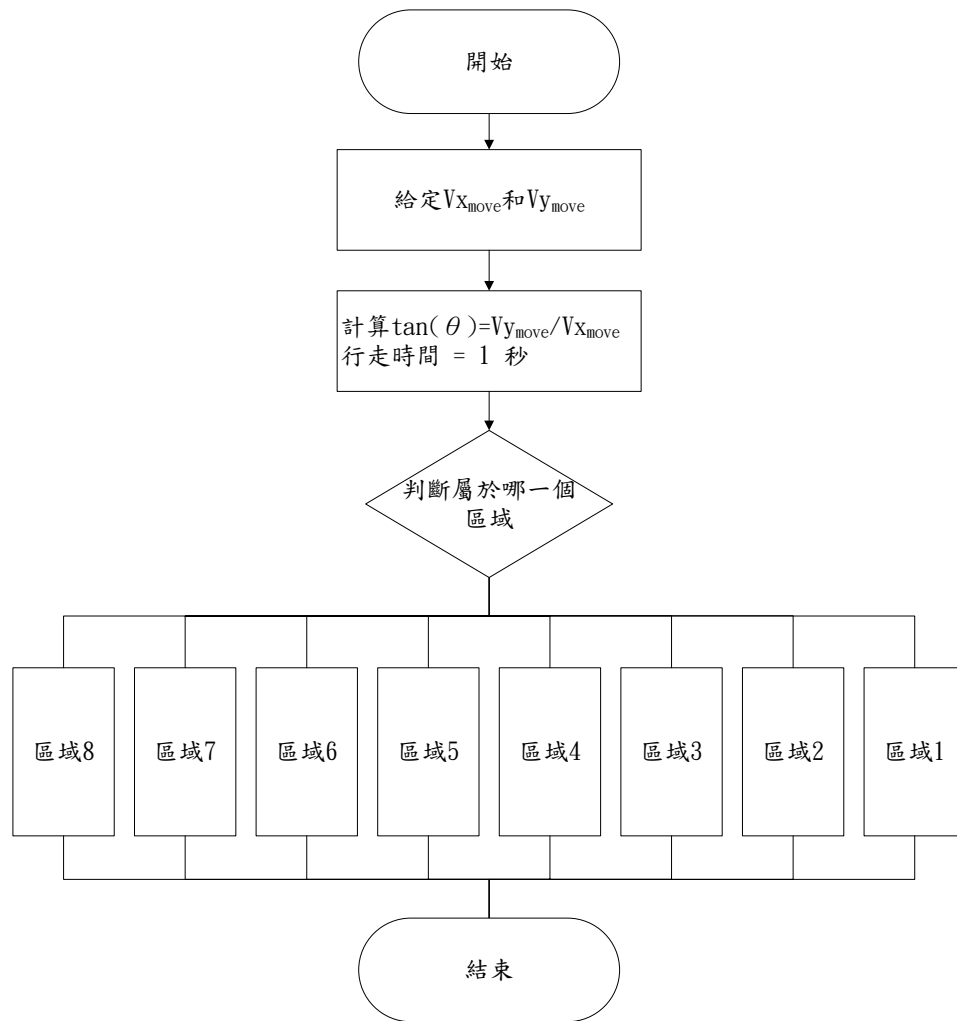 開始
給定Vxmove和Vymove
計算tan(θ)=Vymove/Vxmove
行走時間 = 1 秒
判斷屬於哪一個
區域
區域8 區域7 區域6 區域5 區域4 區域3 區域2 區域1
結束